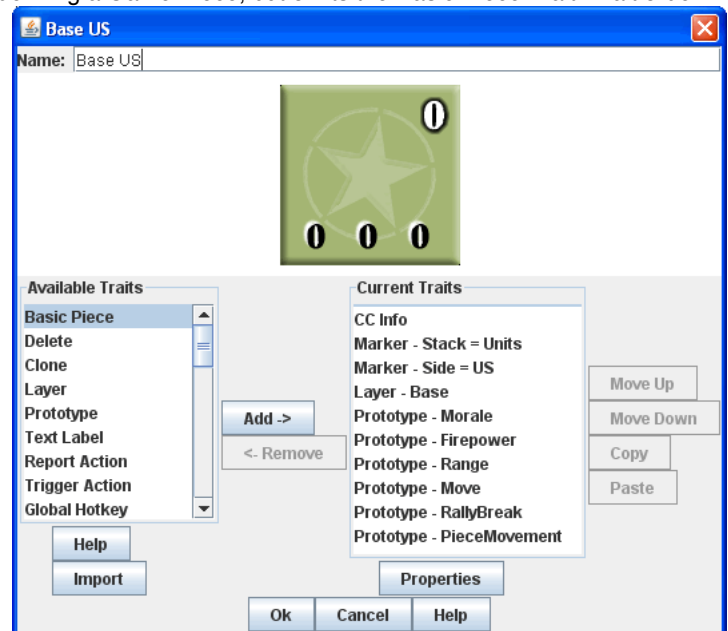 Base US
Name: Base US
0
0 0 0
Available Traits
Basic Piece
Delete
Clone
Layer
Prototype
Text Label
Report Action
Trigger Action
Global Hotkey
Help
Import
Add ->
<- Remove
Current Traits
CC Info
Marker - Stack = Units
Marker - Side = US
Layer - Base
Prototype - Morale
Prototype - Firepower
Prototype - Range
Prototype - Move
Prototype - RallyBreak
Prototype - PieceMovement
Properties
Move Up
Move Down
Copy
Paste
Ok Cancel Help